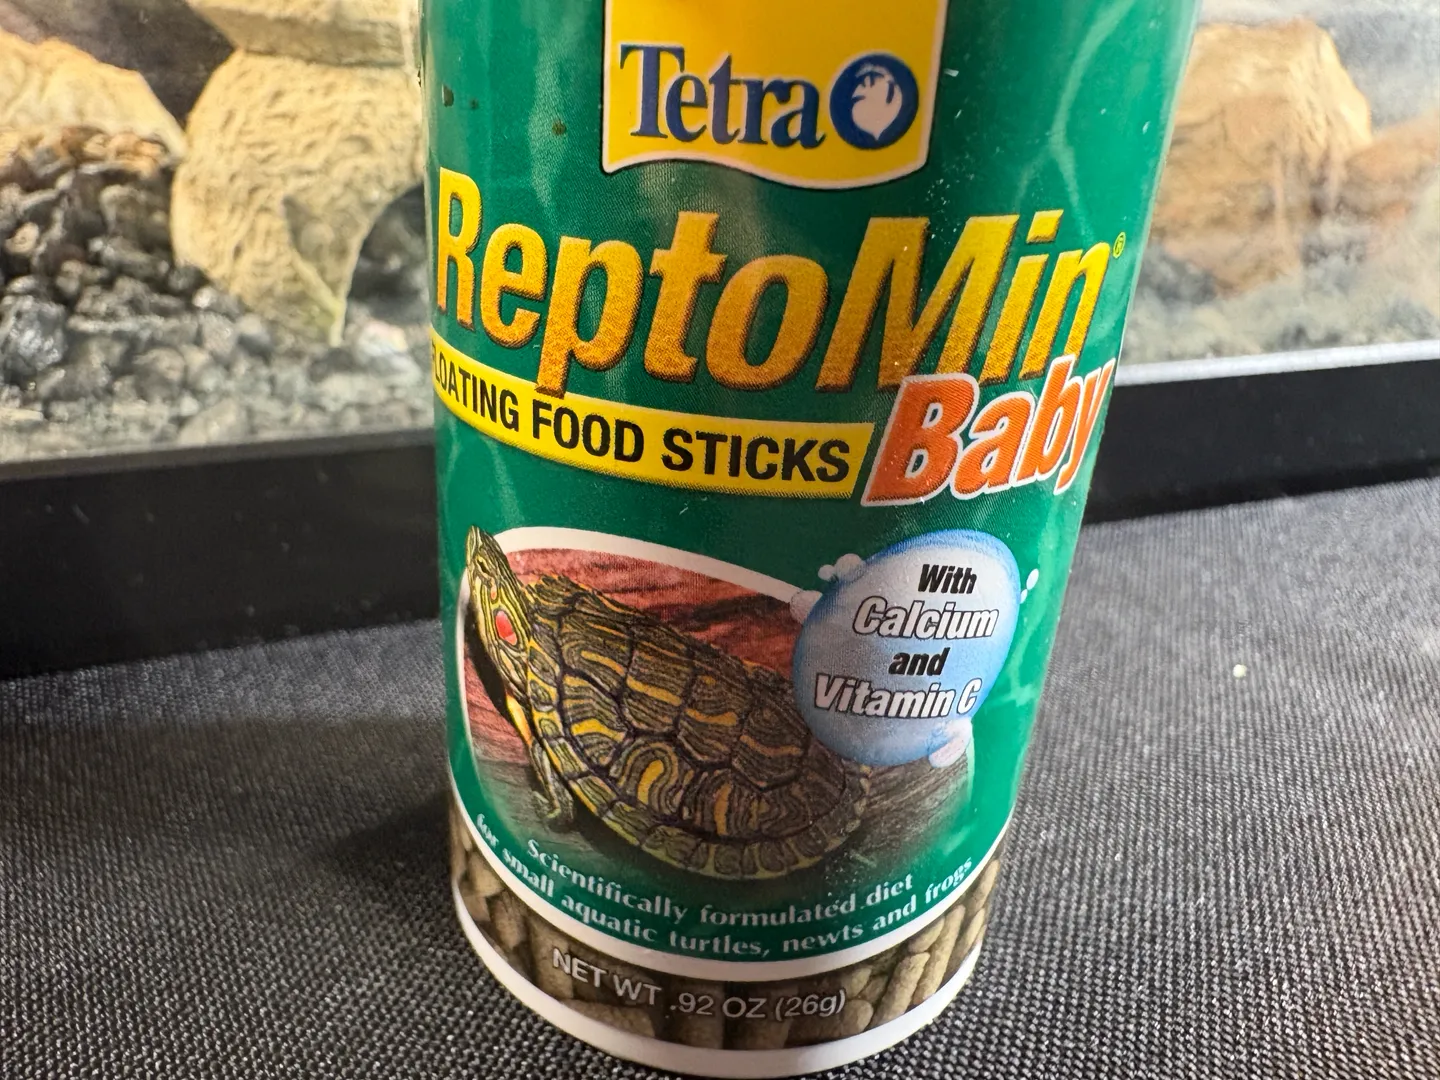 Tetra
ReptoMin®
LOATING FOOD STICKS
Baby
With
Calcium
and
Vitamin C
Scientifically formulated diet
for small aquatic turtles, newts and frogs
NET WT .92 OZ (26g)